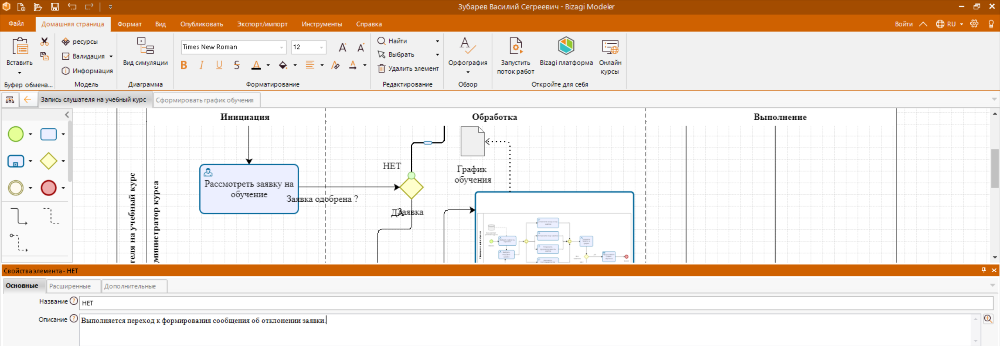 Зубарев Василий Сегреевич - Bizagi Modeler
Файл
Домашняя страница
Формат
Вид
Опубликовать
Экспорт/импорт
Инструменты
Справка
Войти
RU
Вставить
Буфер обмена...
ресурсы
Валидация
Информация
Модель
Вид симуляции
Диаграмма
Times New Roman
12
Форматирование
Найти
Выбрать
Удалить элемент
Редактирование
Орфография
Обзор
Запустить
поток работ
Bizagi платформа
Онлайн
курсы
Откройте для себя
Запись слушателя на учебный курс
Сформировать график обучения
Инициация
Обработка
Выполнение
теля на учебный курс
министратор курса
Рассмотреть заявку на
обучение
Заявка одобрена ?
НЕТ
ДА
Заявка
График
обучения
Свойства элемента - НЕТ
Основные
Расширенные
Дополнительные
Название
НЕТ
Описание
Выполняется переход к формирования сообщения об отклонении заявки.